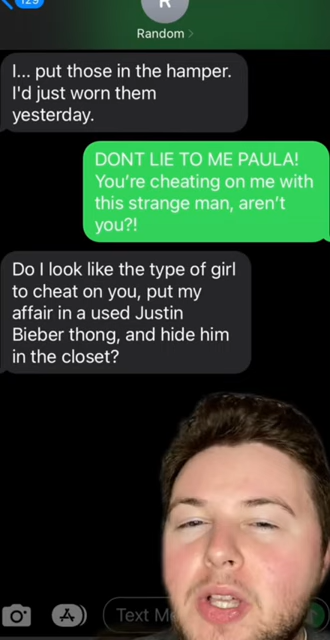 129
R
Random
I... put those in the hamper.
I'd just worn them
yesterday.
DONT LIE TO ME PAULA!
You're cheating on me with
this strange man, aren't
you?!
Do I look like the type of girl
to cheat on you, put my
affair in a used Justin
Bieber thong, and hide him
in the closet?
Text